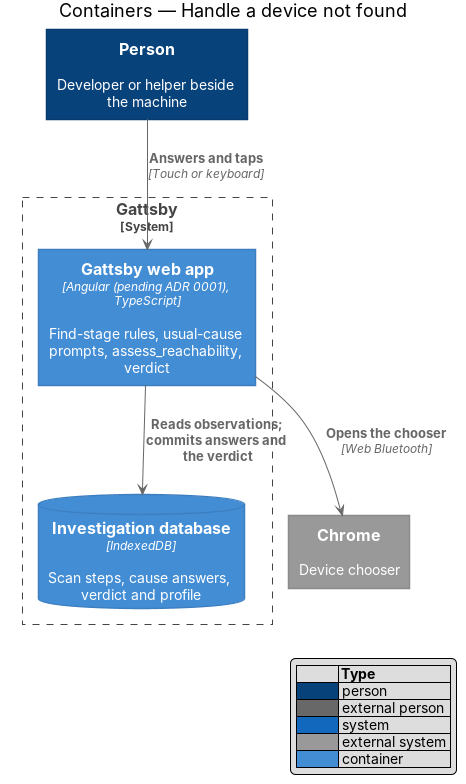 Containers — Handle a device not found
Person
Developer or helper beside
the machine
Answers and taps
[Touch or keyboard]
Gattsby
[System]
Gattsby web app
[Angular (pending ADR 0001),
TypeScript]
Find-stage rules, usual-cause
prompts, assess_reachability,
verdict
Reads observations;
commits answers and
the verdict
Opens the chooser
[Web Bluetooth]
Investigation database
[IndexedDB]
Scan steps, cause answers,
verdict and profile
Chrome
Device chooser
Type
person
external person
system
external system
container